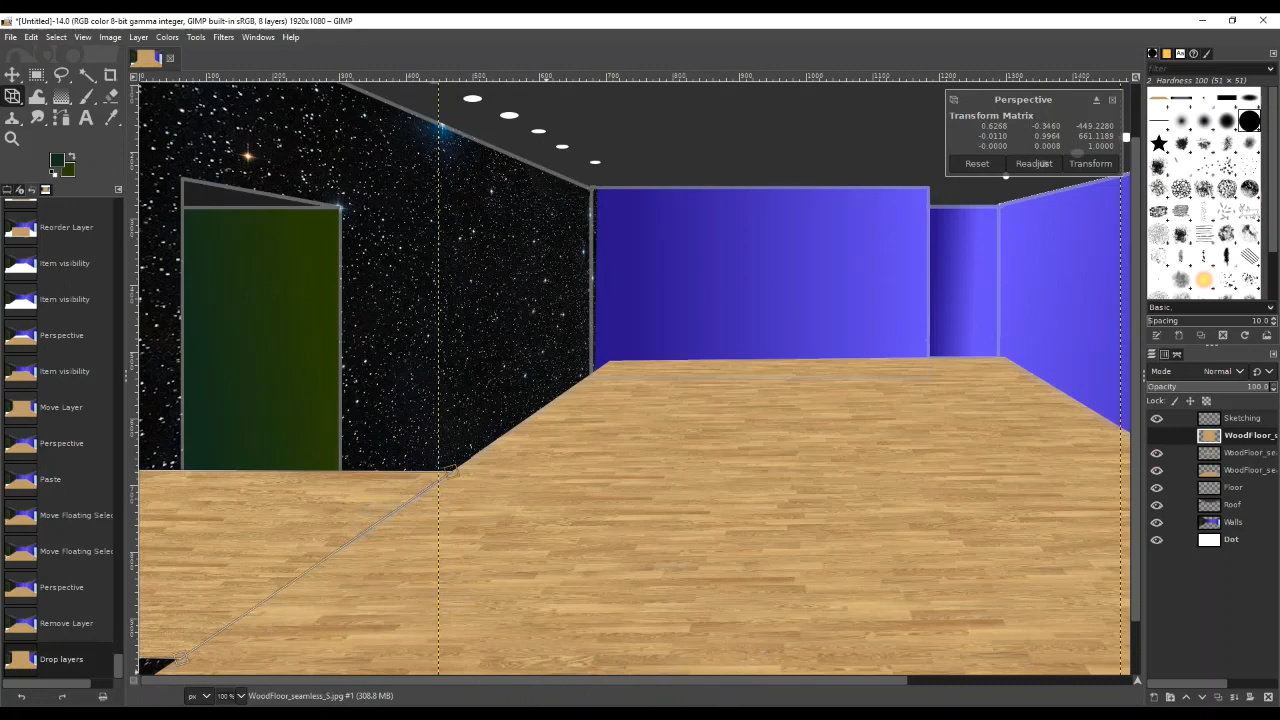 *[Untitled]-14.0 (RGB color 8-bit gamma integer, GIMP built-in sRGB, 8 layers) 1920x1080 – GIMP
File Edit Select View Image Layer Colors Tools Filters Windows Help
Filter
2. Hardness 100 (51 × 51)
Perspective
Transform Matrix
0.6268 -0.3460 -449.2280
-0.0110 0.9964 661.1189
-0.0000 0.0008 1.0000
Reset Readjust Transform
Reorder Layer
Item visibility
Item visibility
Perspective
Item visibility
Move Layer
Perspective
Paste
Move Floating Selec
Move Floating Selec
Perspective
Remove Layer
Drop layers
Basic,
Spacing 10.0
Mode Normal
Opacity 100.0
Lock:
Sketching
WoodFloor_s
WoodFloor_sea
WoodFloor_sea
Floor
Roof
Walls
Dot
px 100 % WoodFloor_seamless_S.jpg #1 (308.8 MB)